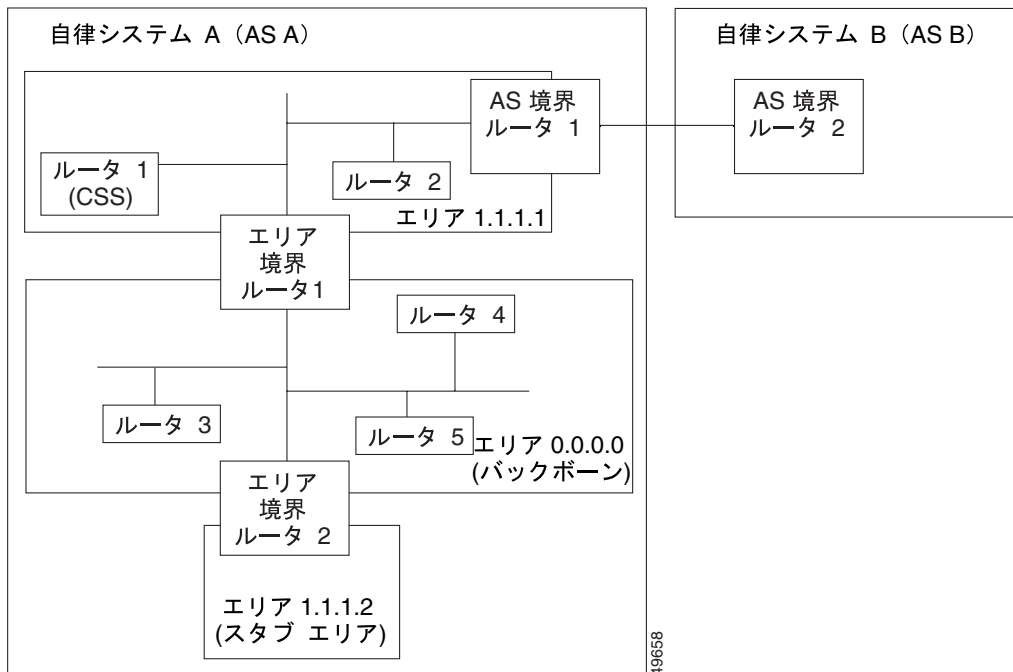 自律システム A（AS A）
自律システム B（AS B）
AS 境界
ルータ 1
AS 境界
ルータ 2
ルータ 1
(CSS)
ルータ 2
エリア 1.1.1.1
エリア
境界
ルータ1
ルータ 4
ルータ 3
ルータ 5
エリア 0.0.0.0
(バックボーン)
エリア
境界
ルータ 2
エリア 1.1.1.2
(スタブ エリア)
49658